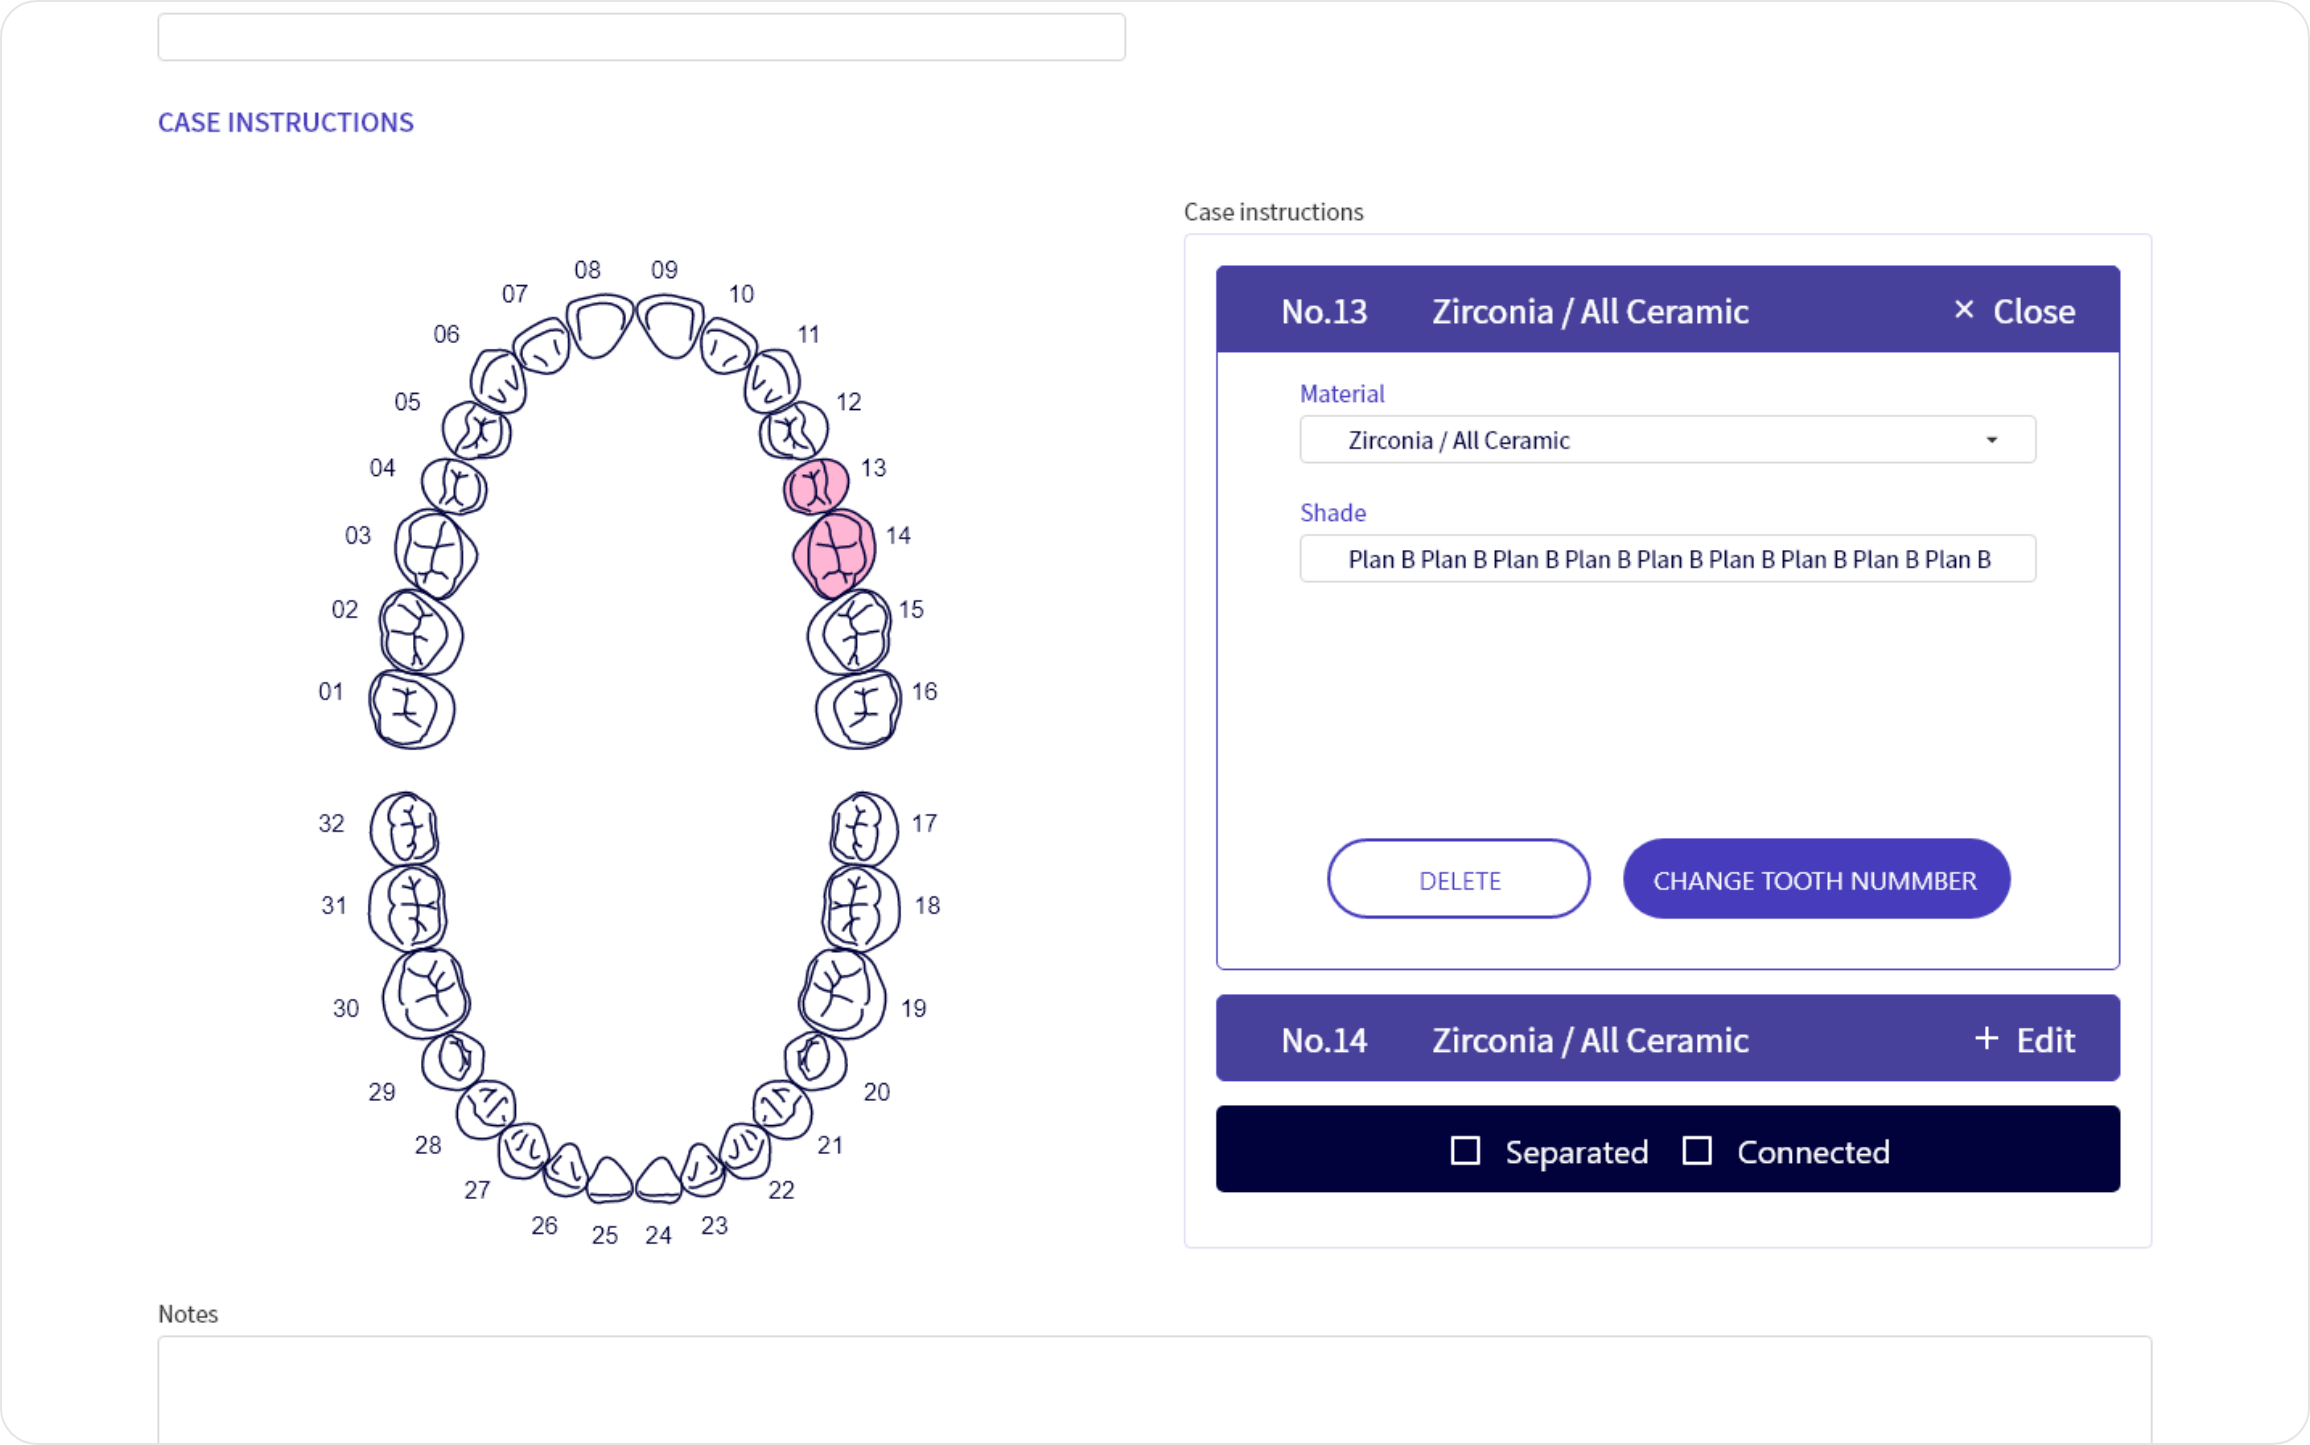 CASE INSTRUCTIONS
08 09
07 10
06 11
05 12
04 13
03 14
02 15
01 16
32 17
31 18
30 19
29 20
28 21
27 22
26 23
25 24
Case instructions
No.13 Zirconia / All Ceramic × Close
Material
Zirconia / All Ceramic
Shade
Plan B Plan B Plan B Plan B Plan B Plan B Plan B Plan B Plan B
DELETE CHANGE TOOTH NUMMBER
No.14 Zirconia / All Ceramic + Edit
Separated Connected
Notes